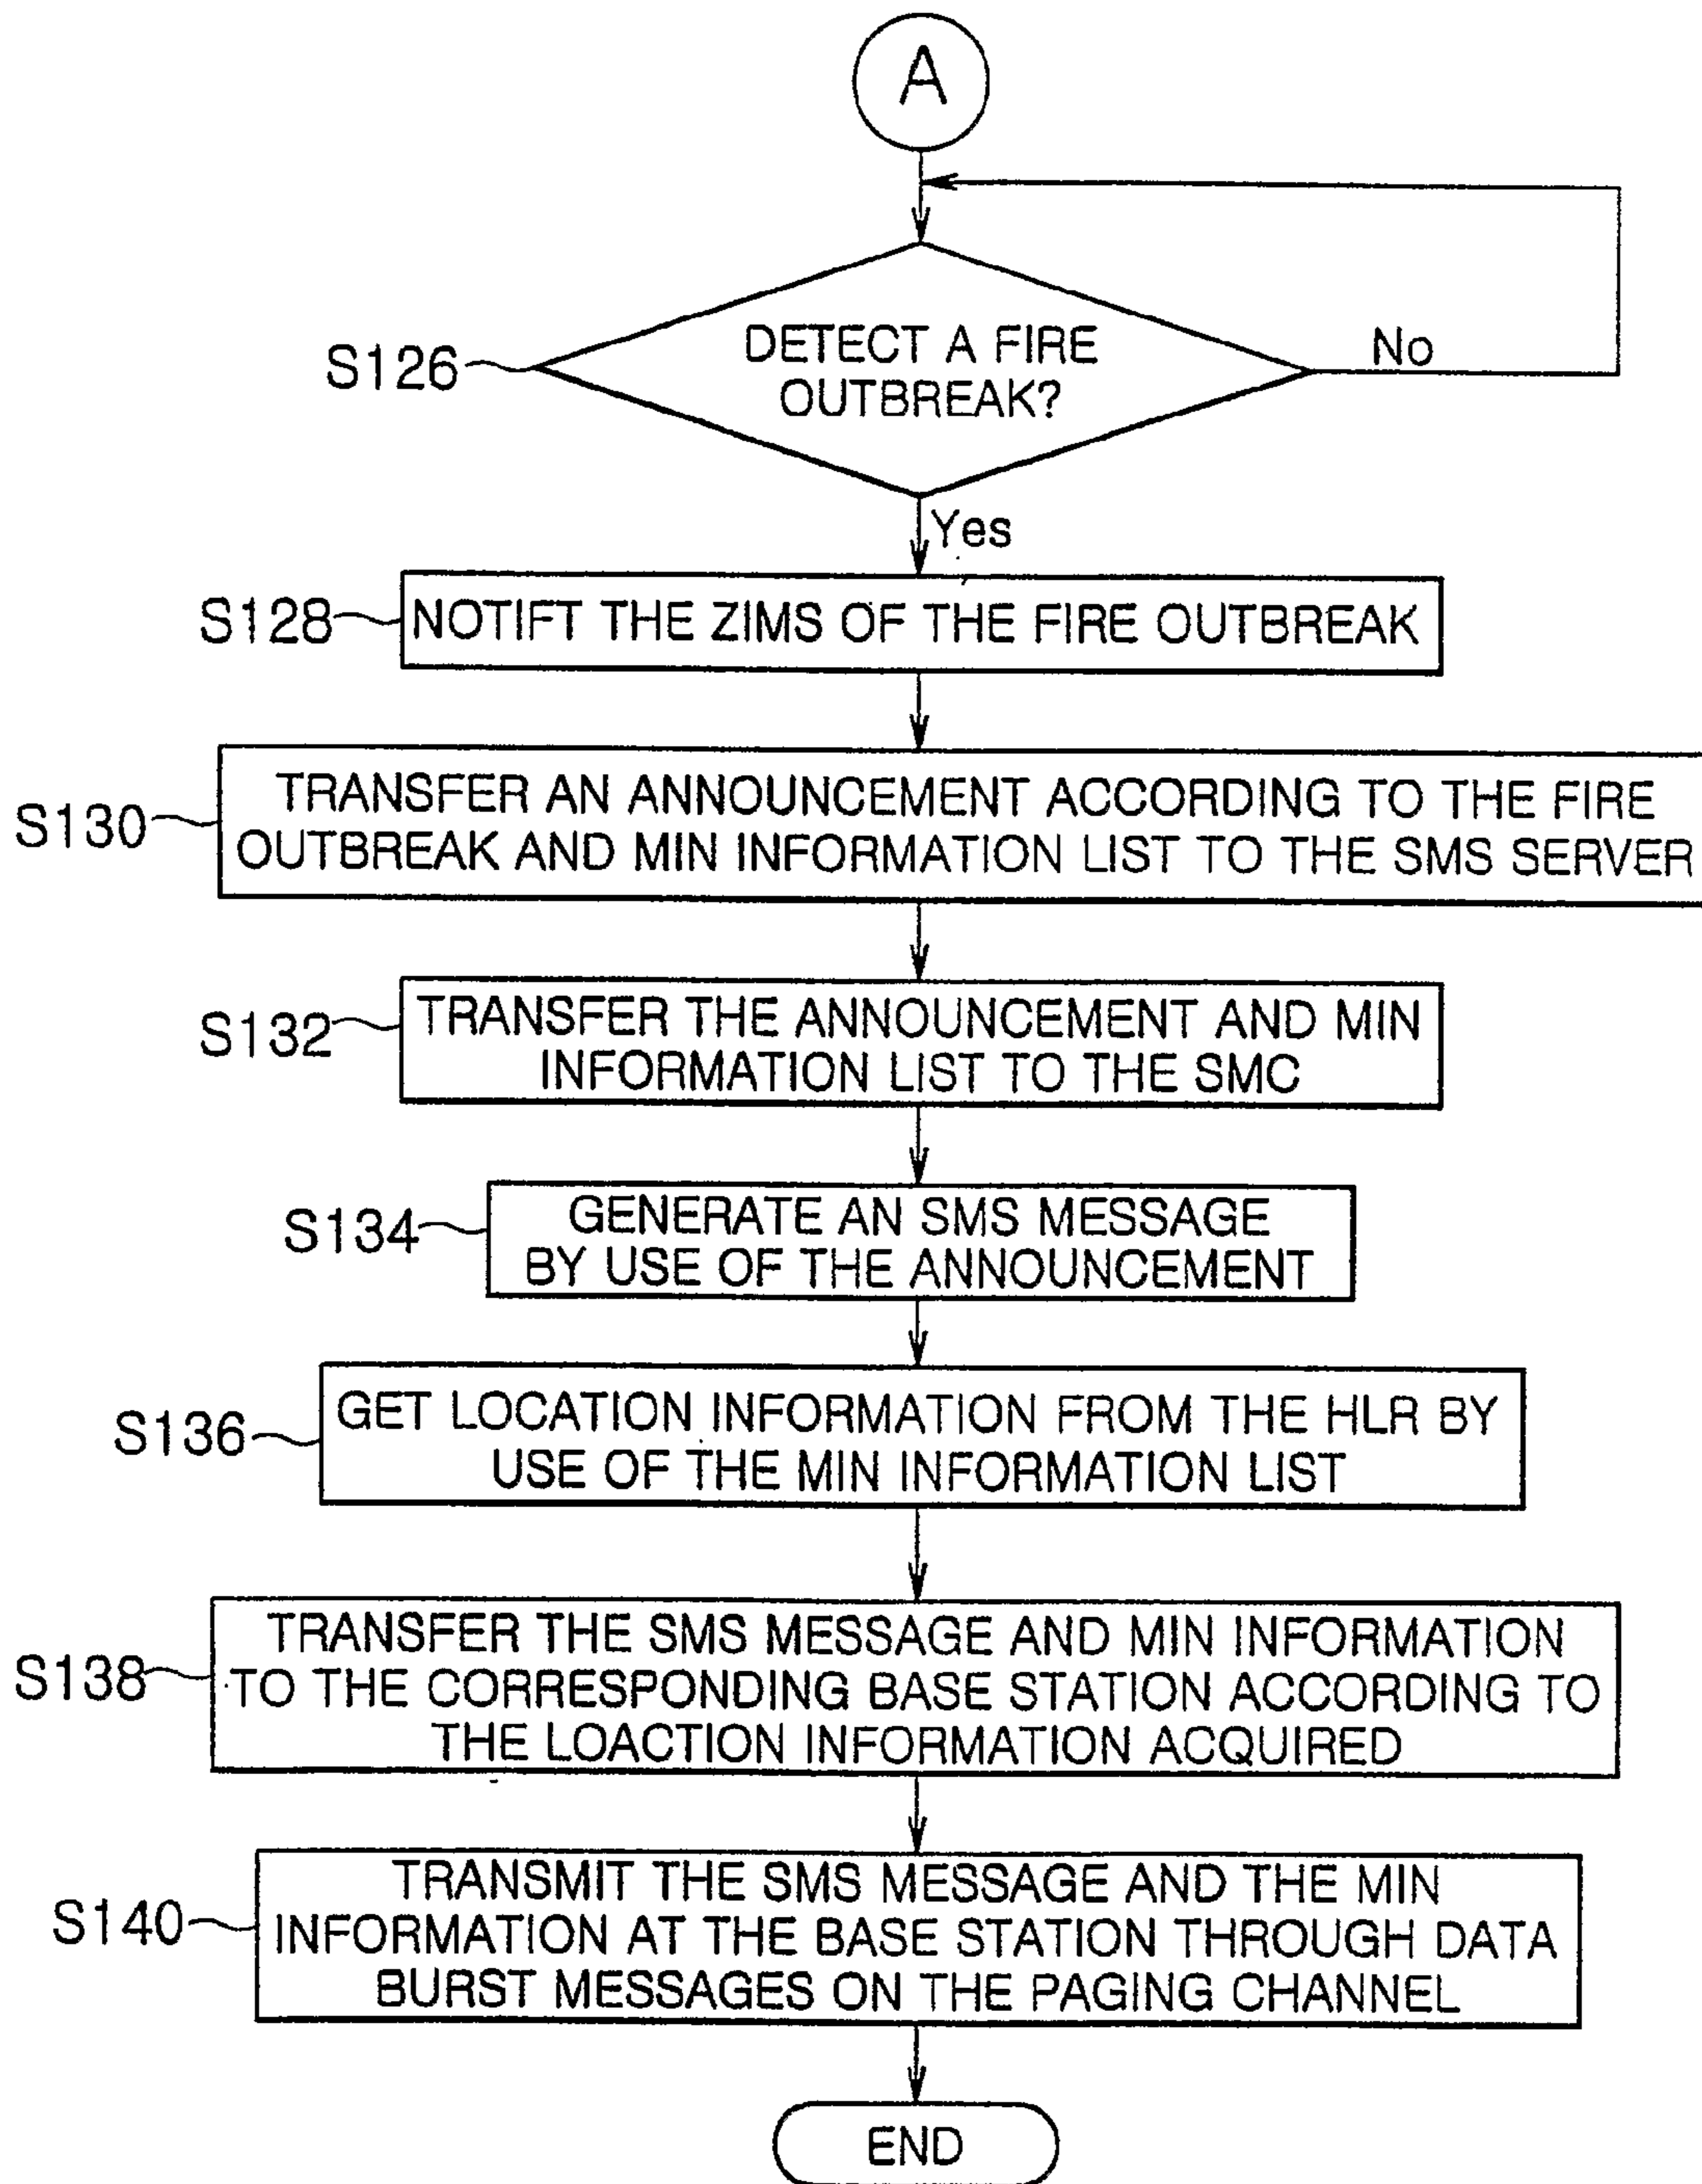 A
S126
DETECT A FIRE
OUTBREAK?
No
Yes
S128
NOTIFT THE ZIMS OF THE FIRE OUTBREAK
S130
TRANSFER AN ANNOUNCEMENT ACCORDING TO THE FIRE
OUTBREAK AND MIN INFORMATION LIST TO THE SMS SERVER
S132
TRANSFER THE ANNOUNCEMENT AND MIN
INFORMATION LIST TO THE SMC
S134
GENERATE AN SMS MESSAGE
BY USE OF THE ANNOUNCEMENT
S136
GET LOCATION INFORMATION FROM THE HLR BY
USE OF THE MIN INFORMATION LIST
S138
TRANSFER THE SMS MESSAGE AND MIN INFORMATION
TO THE CORRESPONDING BASE STATION ACCORDING TO
THE LOACTION INFORMATION ACQUIRED
S140
TRANSMIT THE SMS MESSAGE AND THE MIN
INFORMATION AT THE BASE STATION THROUGH DATA
BURST MESSAGES ON THE PAGING CHANNEL
END